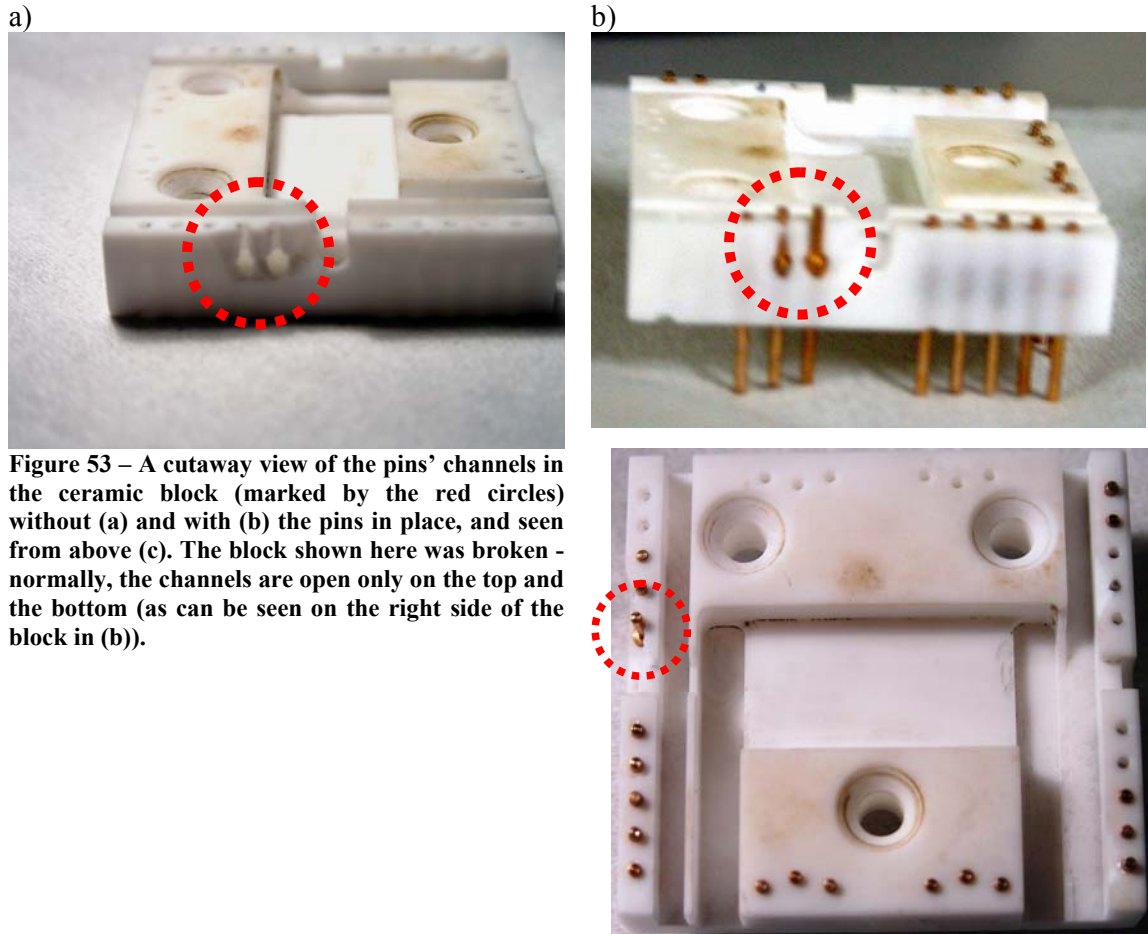 a)
b)
Figure 53 – A cutaway view of the pins’ channels in
the ceramic block (marked by the red circles)
without (a) and with (b) the pins in place, and seen
from above (c). The block shown here was broken -
normally, the channels are open only on the top and
the bottom (as can be seen on the right side of the
block in (b)).